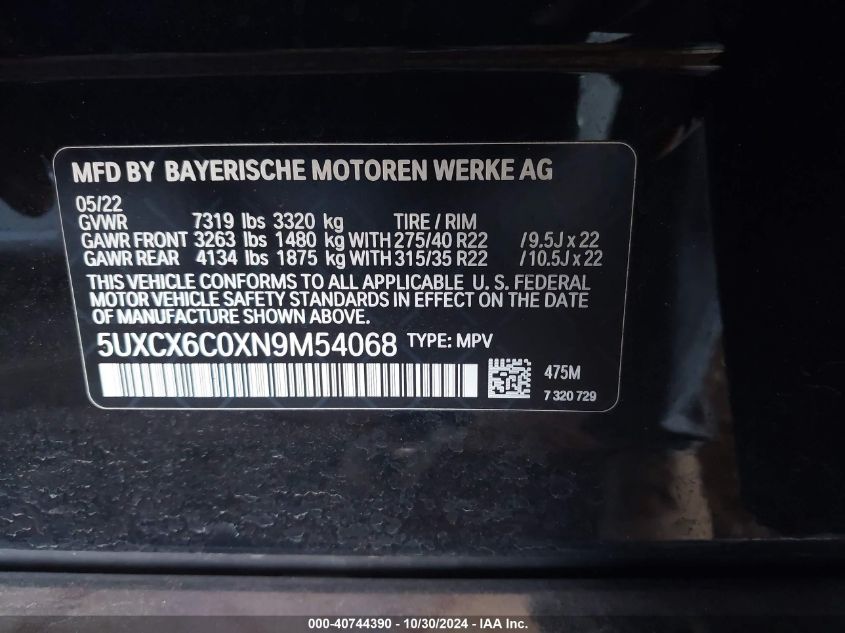 MFD BY BAYERISCHE MOTOREN WERKE AG
05/22
GVWR 7319 lbs 3320 kg TIRE / RIM
GAWR FRONT 3263 lbs 1480 kg WITH 275/40 R22 /9.5J x 22
GAWR REAR 4134 lbs 1875 kg WITH 315/35 R22 /10.5J x 22
THIS VEHICLE CONFORMS TO ALL APPLICABLE U. S. FEDERAL
MOTOR VEHICLE SAFETY STANDARDS IN EFFECT ON THE DATE
OF MANUFACTURE SHOWN ABOVE.
5UXCX6C0XN9M54068 TYPE: MPV
475M
7 320 729
000-40744390 - 10/30/2024 - IAA Inc.